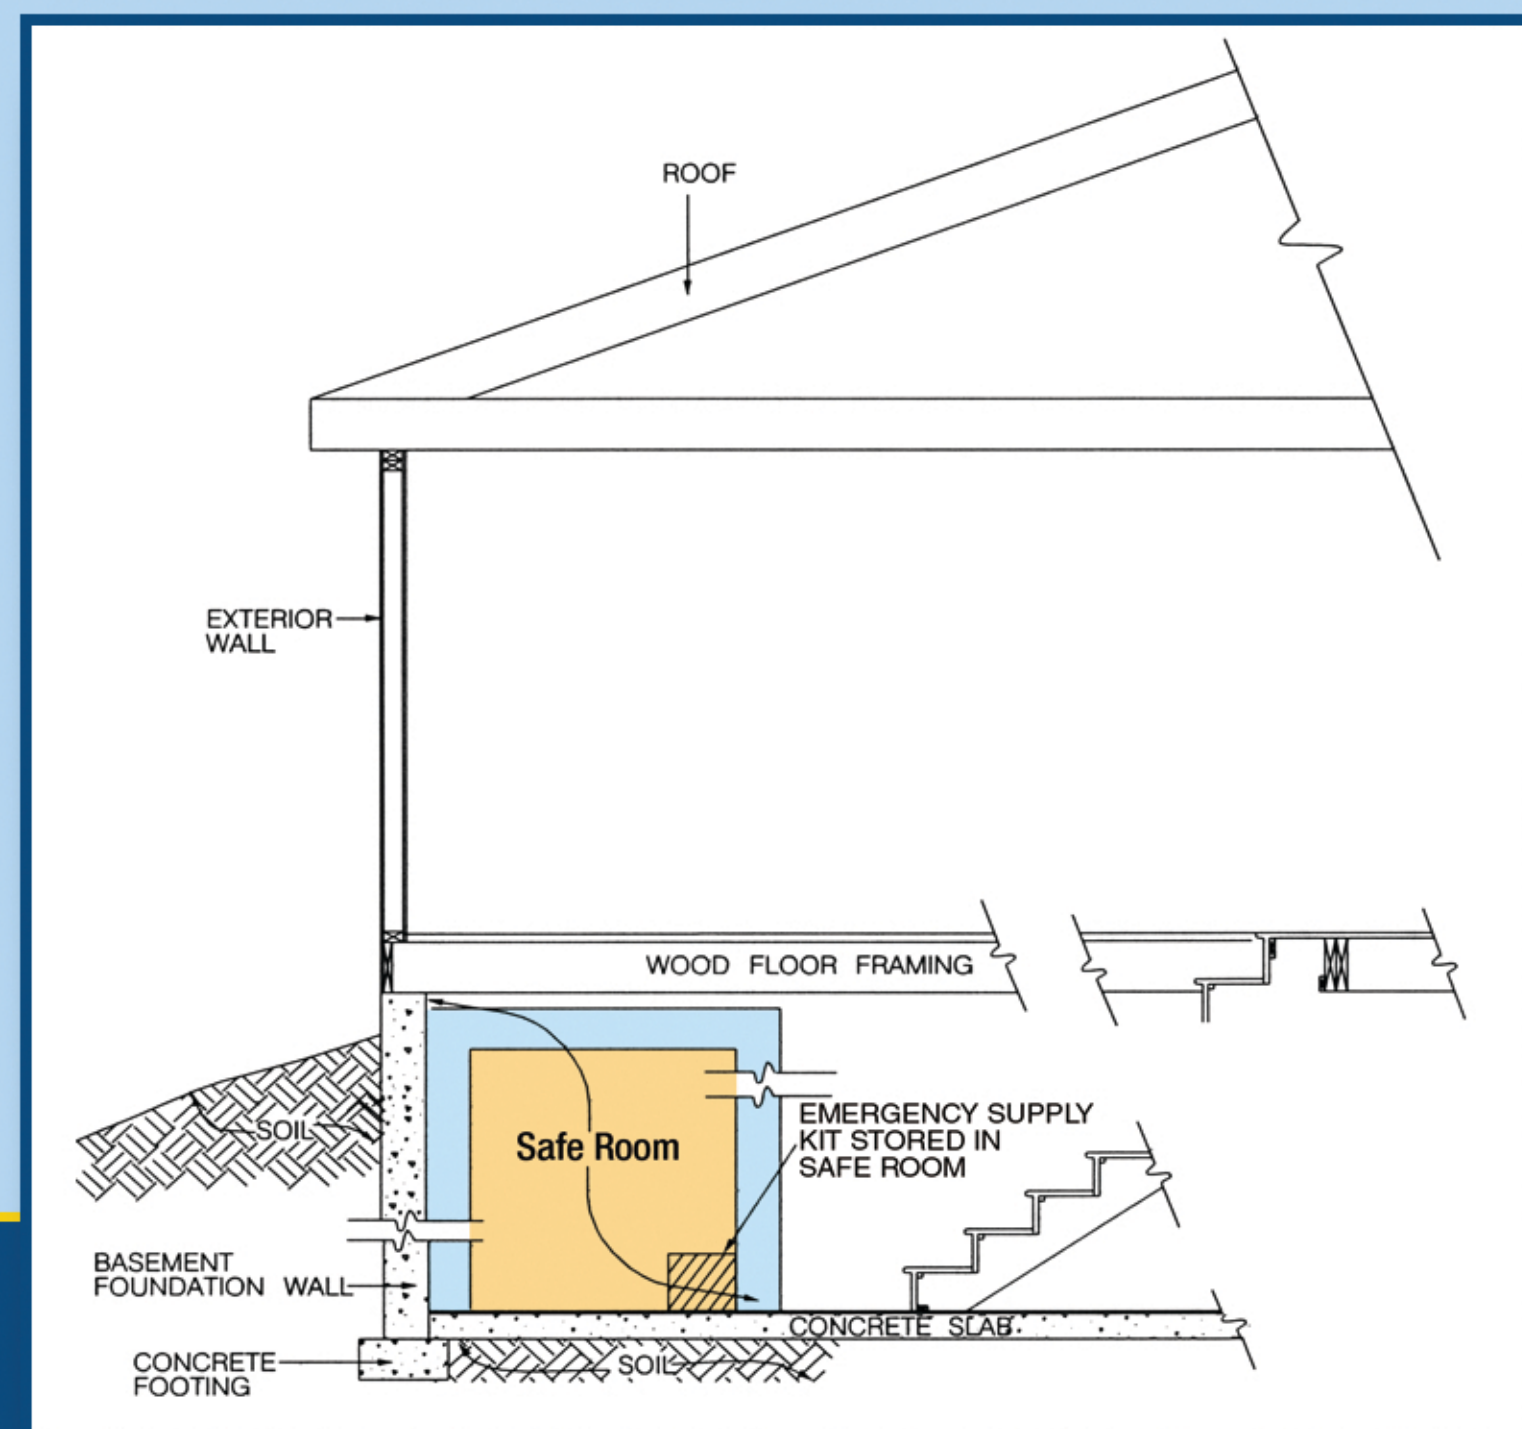 ROOF
EXTERIOR
WALL
WOOD FLOOR FRAMING
SOIL
Safe Room
EMERGENCY SUPPLY
KIT STORED IN
SAFE ROOM
BASEMENT
FOUNDATION WALL
CONCRETE SLAB
CONCRETE
FOOTING
SOIL